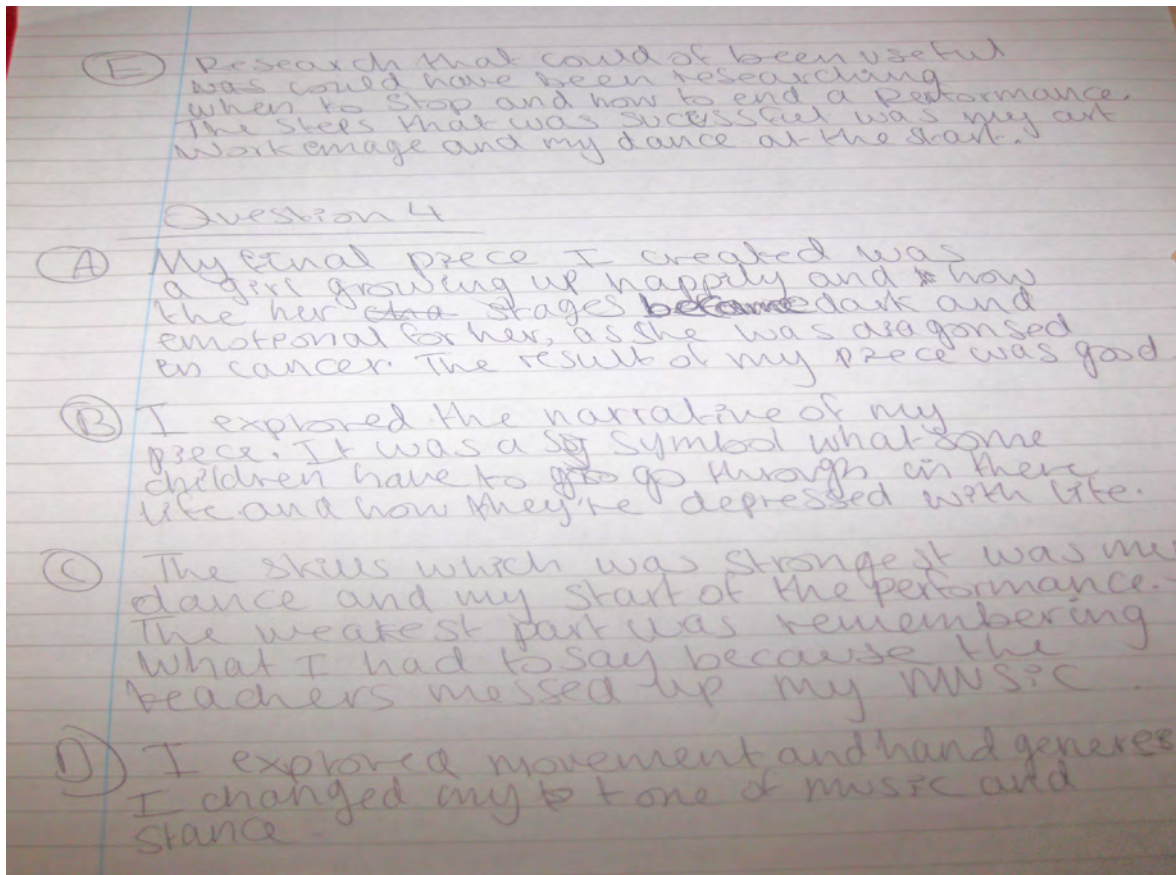 E Research that could of been useful
was could have been researching
when to stop and how to end a performance.
The steps that was sucessful was my art
work emage and my dance at the start.
Question 4
A My final piece I created was
a girl growing up happily and how
the her stages became dark and
emotional for her, as she was diagonsed
in cancer. The result of my piece was good
B I explored the narrative of my
piece. It was a symbol what some
children have to go through in there
life and how they're depressed with life.
C The skills which was strongest was my
dance and my start of the performance.
The weakest part was remembering
what I had to say because the
teachers messed up my music.
D I explored movement and hand
I changed my tone of music and
stance